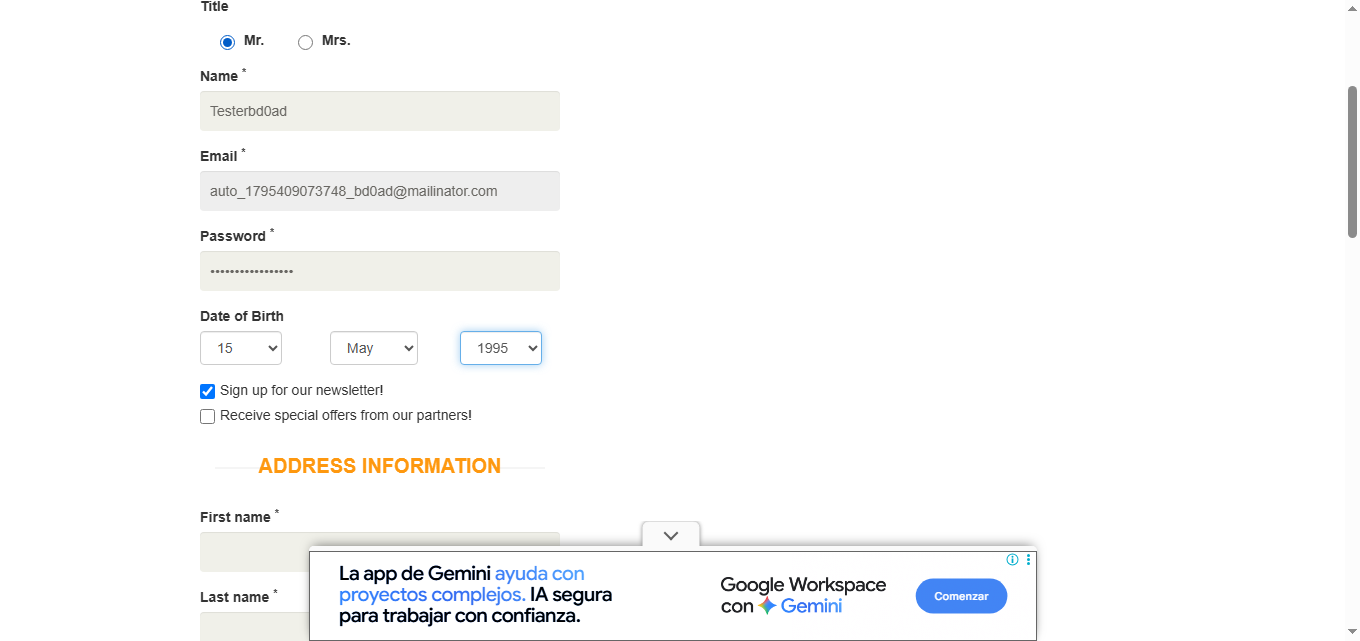 Title
Mr.
Mrs.
Name *
Testerbd0ad
Email *
auto_1795409073748_bd0ad@mailinator.com
Password *
•••••••••••••••••
Date of Birth
15
May
1995
Sign up for our newsletter!
Receive special offers from our partners!
ADDRESS INFORMATION
First name *
Last name *
La app de Gemini ayuda con
proyectos complejos. IA segura
para trabajar con confianza.
Google Workspace
con Gemini
Comenzar